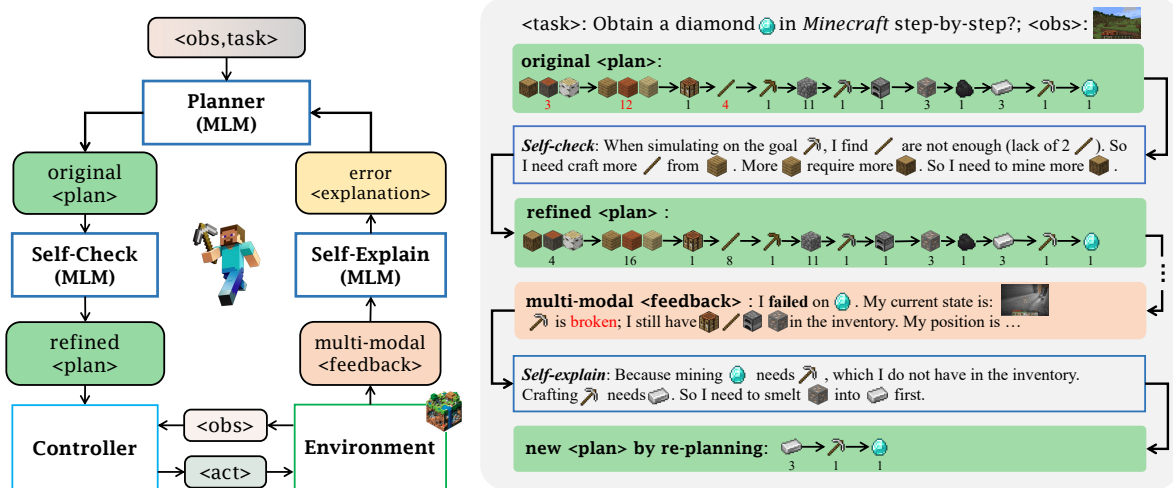 <obs,task>
Planner
(MLM)
original
<plan>
error
<explanation>
Self-Check
(MLM)
Self-Explain
(MLM)
refined
<plan>
multi-modal
<feedback>
Controller
<obs>
<act>
Environment
<task>: Obtain a diamond in Minecraft step-by-step?; <obs>:
original <plan>:
3 12 1 4 1 11 1 1 3 1 3 1 1
Self-check: When simulating on the goal , I find are not enough (lack of 2 ). So
I need craft more from . More require more . So I need to mine more .
refined <plan> :
4 16 1 8 1 11 1 1 3 1 3 1 1
multi-modal <feedback> : I failed on . My current state is:
is broken; I still have in the inventory. My position is …
Self-explain: Because mining needs , which I do not have in the inventory.
Crafting needs . So I need to smelt into first.
new <plan> by re-planning:
3 1 1